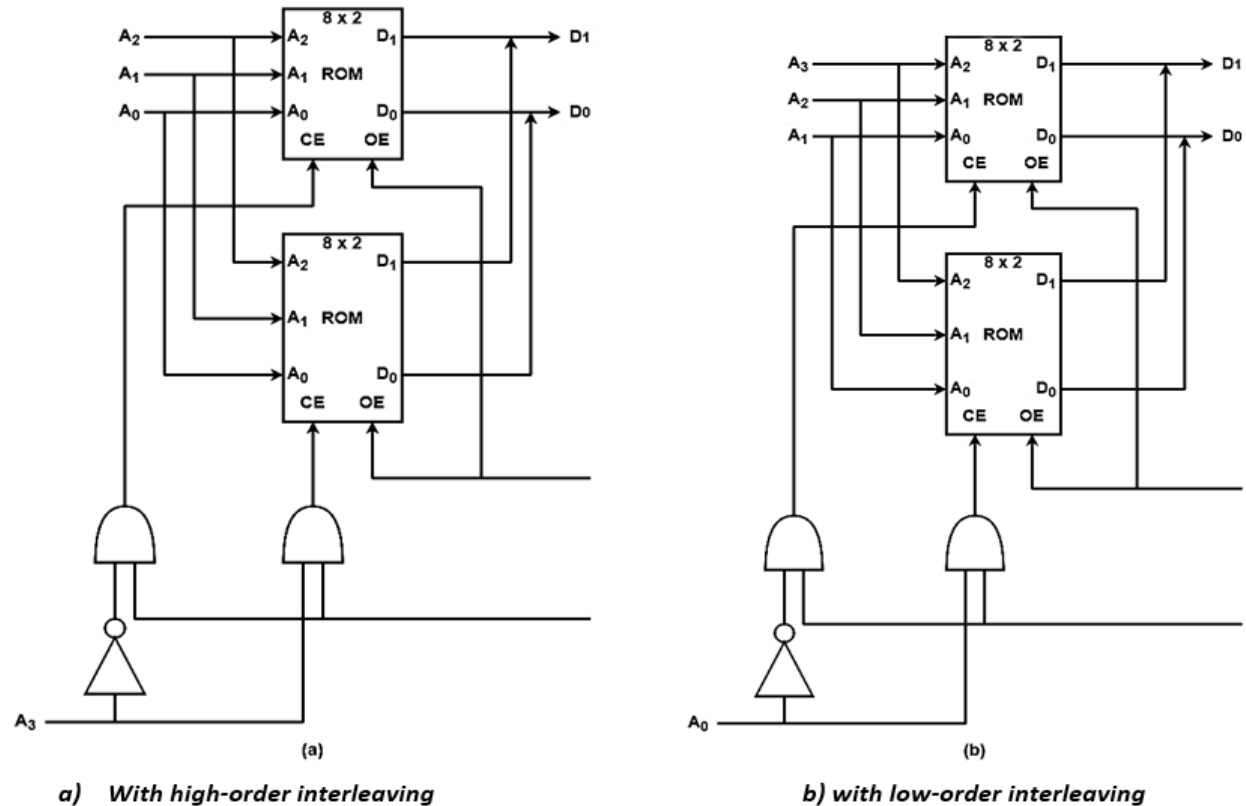 8 x 2
A2 A2 D1 D1
A1 A1 ROM
A0 A0 D0 D0
CE OE
8 x 2
A2 D1
A1 ROM
A0 D0
CE OE
A3
(a)
a) With high-order interleaving
8 x 2
A3 A2 D1 D1
A2 A1 ROM
A1 A0 D0 D0
CE OE
8 x 2
A2 D1
A1 ROM
A0 D0
CE OE
A0
(b)
b) with low-order interleaving